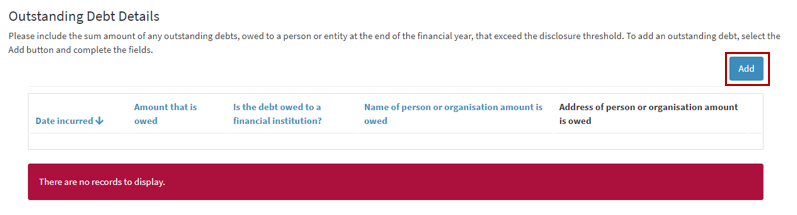 Outstanding Debt Details
Please include the sum amount of any outstanding debts, owed to a person or entity at the end of the financial year, that exceed the disclosure threshold. To add an outstanding debt, select the
Add button and complete the fields.
Add
Date incurred
Amount that is
owed
Is the debt owed to a
financial institution?
Name of person or organisation amount is
owed
Address of person or organisation amount
is owed
There are no records to display.